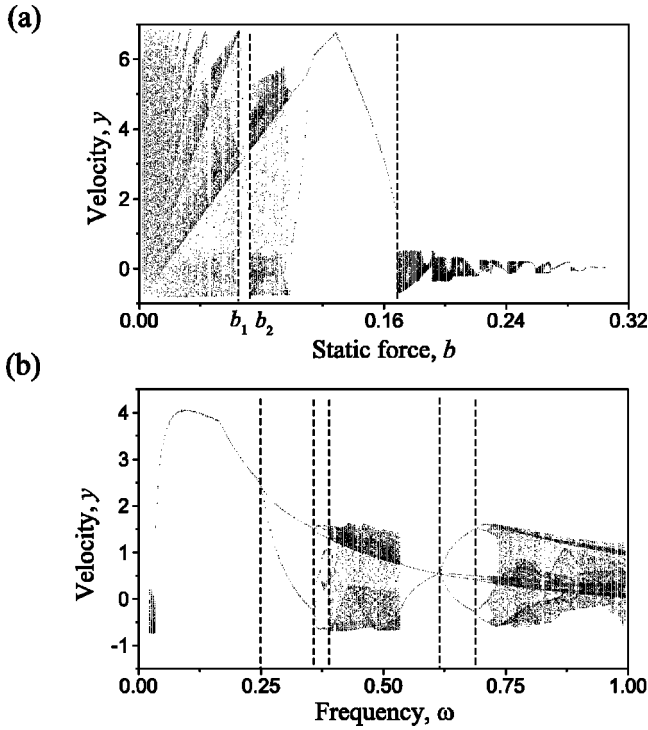 (a)
Velocity, y
6
4
2
0
0.00 b₁ b₂ 0.16 0.24 0.32
Static force, b
(b)
Velocity, y
4
3
2
1
0
-1
0.00 0.25 0.50 0.75 1.00
Frequency, ω